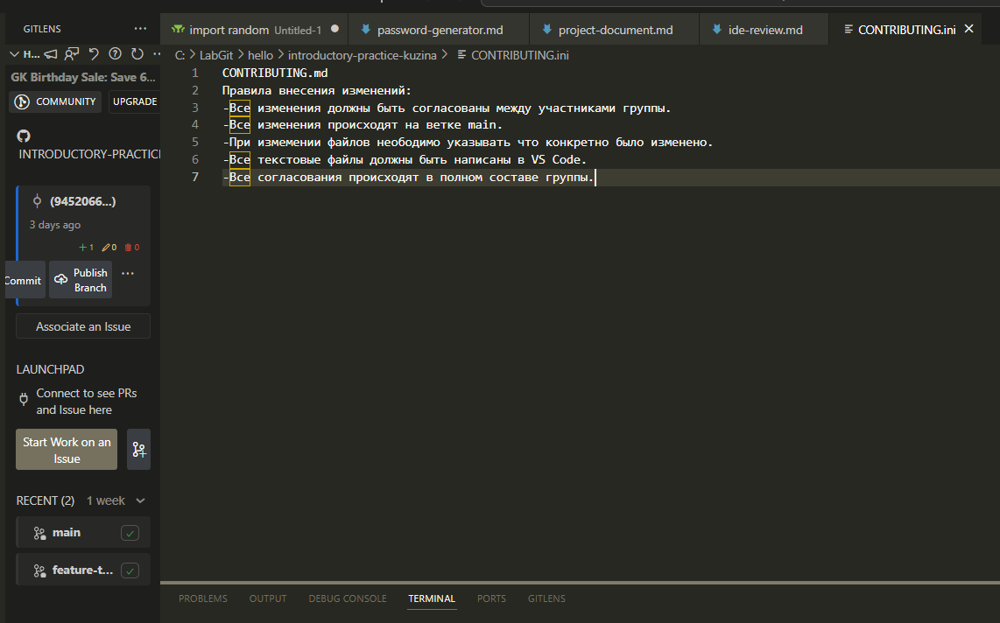 GITLENS
import random Untitled-1
password-generator.md
project-document.md
ide-review.md
CONTRIBUTING.ini
H...
C: > LabGit > hello > introductory-practice-kuzina > CONTRIBUTING.ini
GK Birthday Sale: Save 6...
COMMUNITY
UPGRADE
INTRODUCTORY-PRACTIC
(9452066...)
3 days ago
+1 0 0
Commit
Publish
Branch
Associate an Issue
LAUNCHPAD
Connect to see PRs
and Issue here
Start Work on an
Issue
RECENT (2) 1 week
main
feature-t...
1 CONTRIBUTING.md
2 Правила внесения изменений:
3 -Все изменения должны быть согласованы между участниками группы.
4 -Все изменения происходят на ветке main.
5 -При измемении файлов неободимо указывать что конкретно было изменено.
6 -Все текстовые файлы должны быть написаны в VS Code.
7 -Все согласования происходят в полном составе группы.
PROBLEMS OUTPUT DEBUG CONSOLE TERMINAL PORTS GITLENS